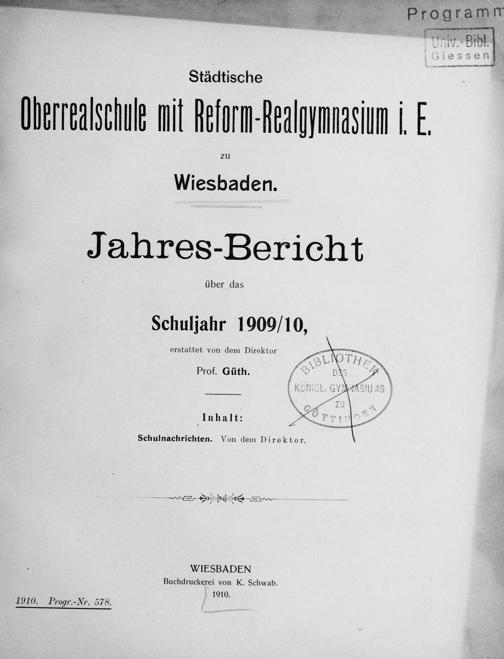 Programm
Univ.-Bibl.
Giessen
Städtische
Oberrealschule mit Reform-Realgymnasium i. E.
zu
Wiesbaden.
Jahres-Bericht
über das
Schuljahr 1909/10,
erstattet von dem Direktor
Prof. Güth.
BIBLIOTHEK
DES
KÖNIGL. GYMNASIUMS
ZU
GÖTTINGEN
Inhalt:
Schulnachrichten. Von dem Direktor.
WIESBADEN
Buchdruckerei von K. Schwab.
1910.
1910. Progr.-Nr. 578.